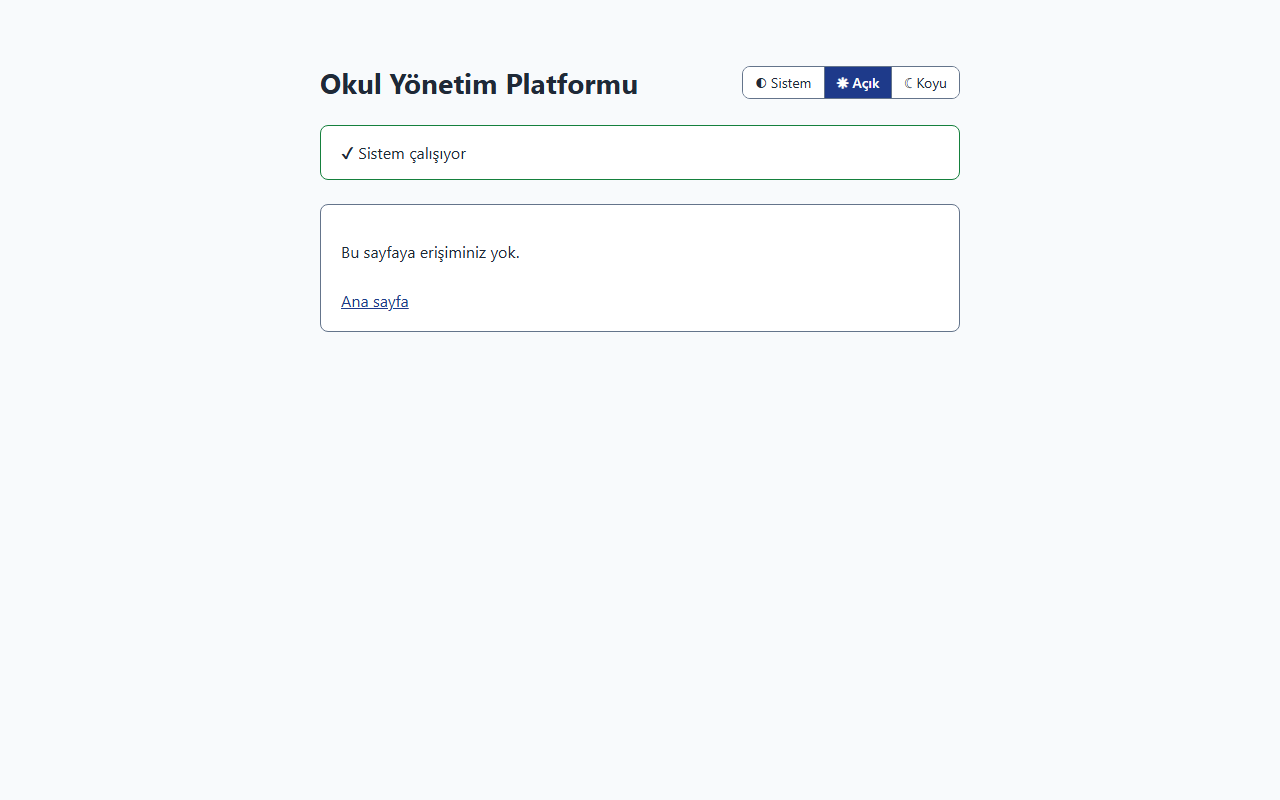 Okul Yönetim Platformu
◐ Sistem ❋ Açık ☾ Koyu
✓ Sistem çalışıyor
Bu sayfaya erişiminiz yok.
Ana sayfa